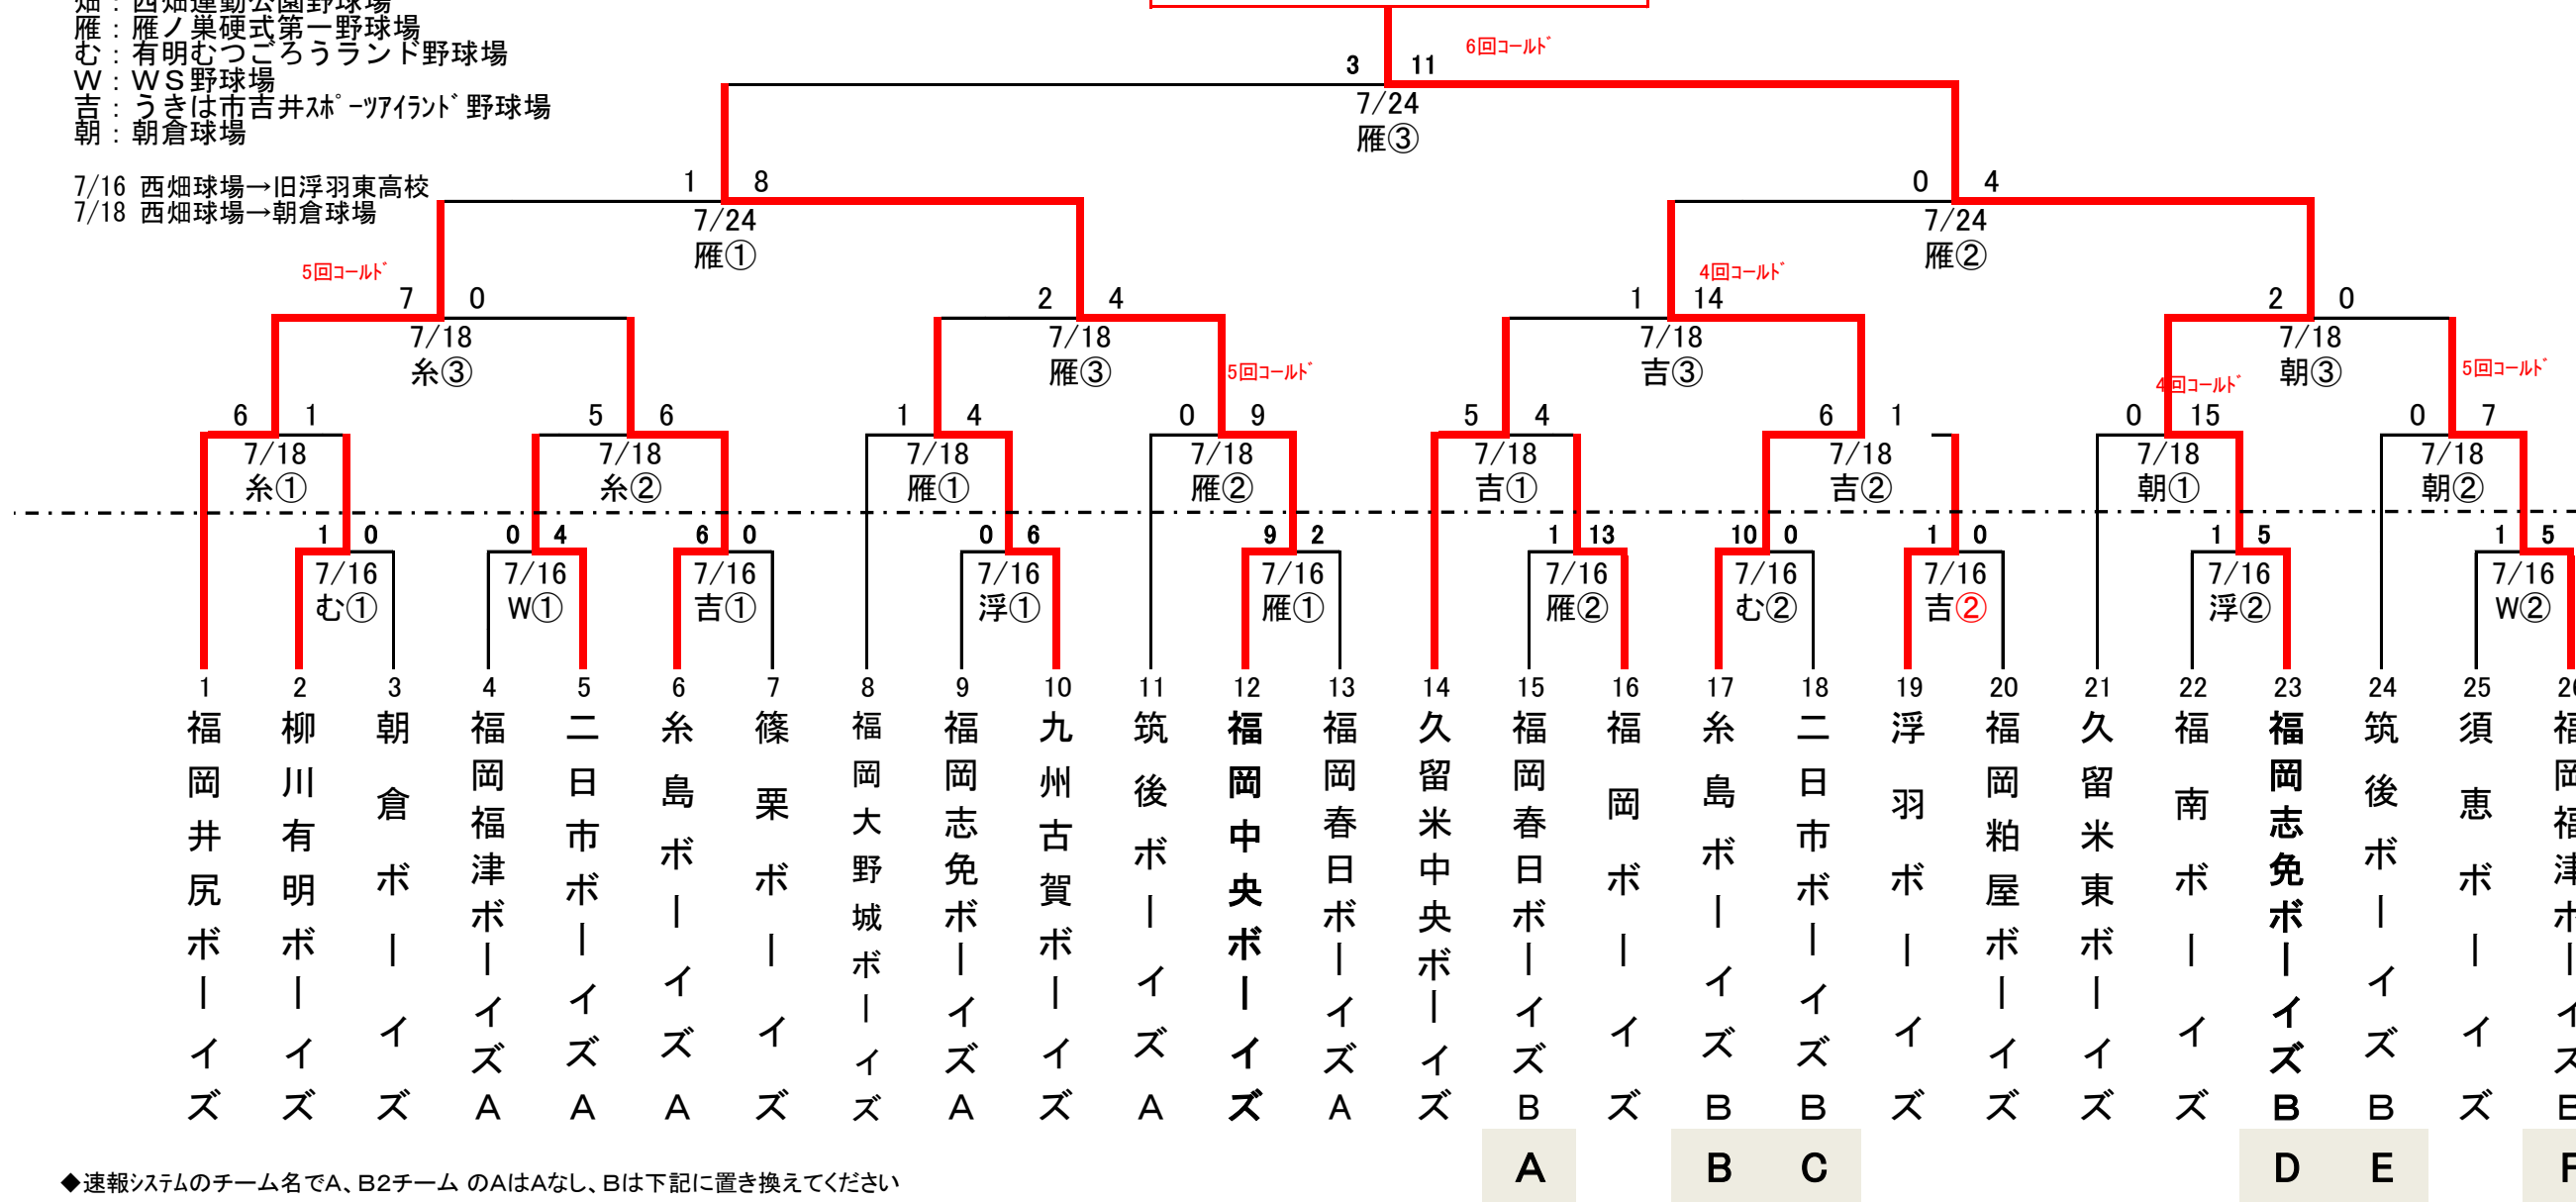 畑：西畑運動公園野球場
雁：雁ノ巣硬式第一野球場
む：有明むつごろうランド野球場
W：WS野球場
吉：うきは市吉井ｽﾎﾟｰﾂｱｲﾗﾝﾄﾞ野球場
朝：朝倉球場
7/16 西畑球場→旧浮羽東高校
7/18 西畑球場→朝倉球場
6回ｺｰﾙﾄﾞ
3 11
7/24
雁③
1 8
7/24
雁①
0 4
7/24
雁②
5回ｺｰﾙﾄﾞ
7 0
7/18
糸③
2 4
7/18
雁③
4回ｺｰﾙﾄﾞ
1 14
7/18
吉③
2 0
7/18
朝③
5回ｺｰﾙﾄﾞ
4回ｺｰﾙﾄﾞ
5回ｺｰﾙﾄﾞ
6 1
7/18
糸①
5 6
7/18
糸②
1 4
7/18
雁①
0 9
7/18
雁②
5 4
7/18
吉①
6 1
7/18
吉②
0 15
7/18
朝①
0 7
7/18
朝②
1 0
7/16
む①
0 4
7/16
W①
6 0
7/16
吉①
0 6
7/16
浮①
9 2
7/16
雁①
1 13
7/16
雁②
10 0
7/16
む②
1 0
7/16
吉②
1 5
7/16
浮②
1 5
7/16
W②
1 福岡井尻ボーイズ
2 柳川有明ボーイズ
3 朝倉ボーイズ
4 福岡福津ボーイズA
5 二日市ボーイズA
6 糸島ボーイズA
7 篠栗ボーイズ
8 福岡大野城ボーイズ
9 福岡志免ボーイズA
10 九州古賀ボーイズ
11 筑後ボーイズA
12 福岡中央ボーイズ
13 福岡春日ボーイズA
14 久留米中央ボーイズ
15 福岡春日ボーイズB
16 福岡ボーイズ
17 糸島ボーイズB
18 二日市ボーイズB
19 浮羽ボーイズ
20 福岡粕屋ボーイズ
21 久留米東ボーイズ
22 福南ボーイズ
23 福岡志免ボーイズB
24 筑後ボーイズB
25 須恵ボーイズ
福岡福津ボーイズB
A B C D E
◆速報ｼｽﾃﾑのチーム名でA、B2チーム のAはAなし、Bは下記に置き換えてください